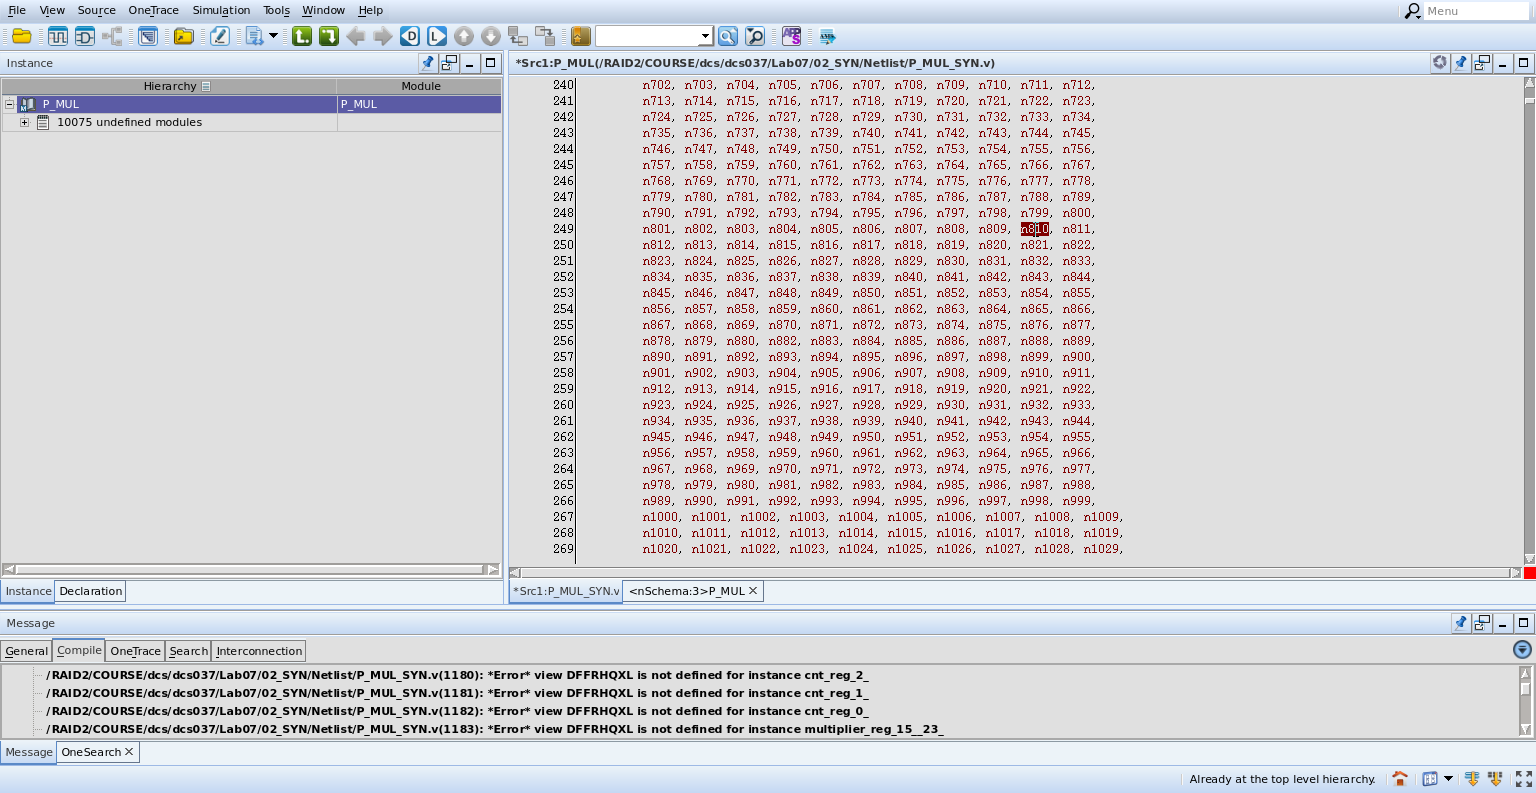 File View Source OneTrace Simulation Tools Window Help Menu
Instance
*Src1:P_MUL(/RAID2/COURSE/dcs/dcs037/Lab07/02_SYN/Netlist/P_MUL_SYN.v)
Hierarchy Module
P_MUL P_MUL
10075 undefined modules
240 n702, n703, n704, n705, n706, n707, n708, n709, n710, n711, n712,
241 n713, n714, n715, n716, n717, n718, n719, n720, n721, n722, n723,
242 n724, n725, n726, n727, n728, n729, n730, n731, n732, n733, n734,
243 n735, n736, n737, n738, n739, n740, n741, n742, n743, n744, n745,
244 n746, n747, n748, n749, n750, n751, n752, n753, n754, n755, n756,
245 n757, n758, n759, n760, n761, n762, n763, n764, n765, n766, n767,
246 n768, n769, n770, n771, n772, n773, n774, n775, n776, n777, n778,
247 n779, n780, n781, n782, n783, n784, n785, n786, n787, n788, n789,
248 n790, n791, n792, n793, n794, n795, n796, n797, n798, n799, n800,
249 n801, n802, n803, n804, n805, n806, n807, n808, n809, n810, n811,
250 n812, n813, n814, n815, n816, n817, n818, n819, n820, n821, n822,
251 n823, n824, n825, n826, n827, n828, n829, n830, n831, n832, n833,
252 n834, n835, n836, n837, n838, n839, n840, n841, n842, n843, n844,
253 n845, n846, n847, n848, n849, n850, n851, n852, n853, n854, n855,
254 n856, n857, n858, n859, n860, n861, n862, n863, n864, n865, n866,
255 n867, n868, n869, n870, n871, n872, n873, n874, n875, n876, n877,
256 n878, n879, n880, n882, n883, n884, n885, n886, n887, n888, n889,
257 n890, n891, n892, n893, n894, n895, n896, n897, n898, n899, n900,
258 n901, n902, n903, n904, n905, n906, n907, n908, n909, n910, n911,
259 n912, n913, n914, n915, n916, n917, n918, n919, n920, n921, n922,
260 n923, n924, n925, n926, n927, n928, n929, n930, n931, n932, n933,
261 n934, n935, n936, n937, n938, n939, n940, n941, n942, n943, n944,
262 n945, n946, n947, n948, n949, n950, n951, n952, n953, n954, n955,
263 n956, n957, n958, n959, n960, n961, n962, n963, n964, n965, n966,
264 n967, n968, n969, n970, n971, n972, n973, n974, n975, n976, n977,
265 n978, n979, n980, n981, n982, n983, n984, n985, n986, n987, n988,
266 n989, n990, n991, n992, n993, n994, n995, n996, n997, n998, n999,
267 n1000, n1001, n1002, n1003, n1004, n1005, n1006, n1007, n1008, n1009,
268 n1010, n1011, n1012, n1013, n1014, n1015, n1016, n1017, n1018, n1019,
269 n1020, n1021, n1022, n1023, n1024, n1025, n1026, n1027, n1028, n1029,
Instance Declaration
*Src1:P_MUL_SYN.v <nSchema:3>P_MUL
Message
General Compile OneTrace Search Interconnection
/RAID2/COURSE/dcs/dcs037/Lab07/02_SYN/Netlist/P_MUL_SYN.v(1180): *Error* view DFFRHQXL is not defined for instance cnt_reg_2_
/RAID2/COURSE/dcs/dcs037/Lab07/02_SYN/Netlist/P_MUL_SYN.v(1181): *Error* view DFFRHQXL is not defined for instance cnt_reg_1_
/RAID2/COURSE/dcs/dcs037/Lab07/02_SYN/Netlist/P_MUL_SYN.v(1182): *Error* view DFFRHQXL is not defined for instance cnt_reg_0_
/RAID2/COURSE/dcs/dcs037/Lab07/02_SYN/Netlist/P_MUL_SYN.v(1183): *Error* view DFFRHQXL is not defined for instance multiplier_reg_15__23_
Message OneSearch
Already at the top level hierarchy.